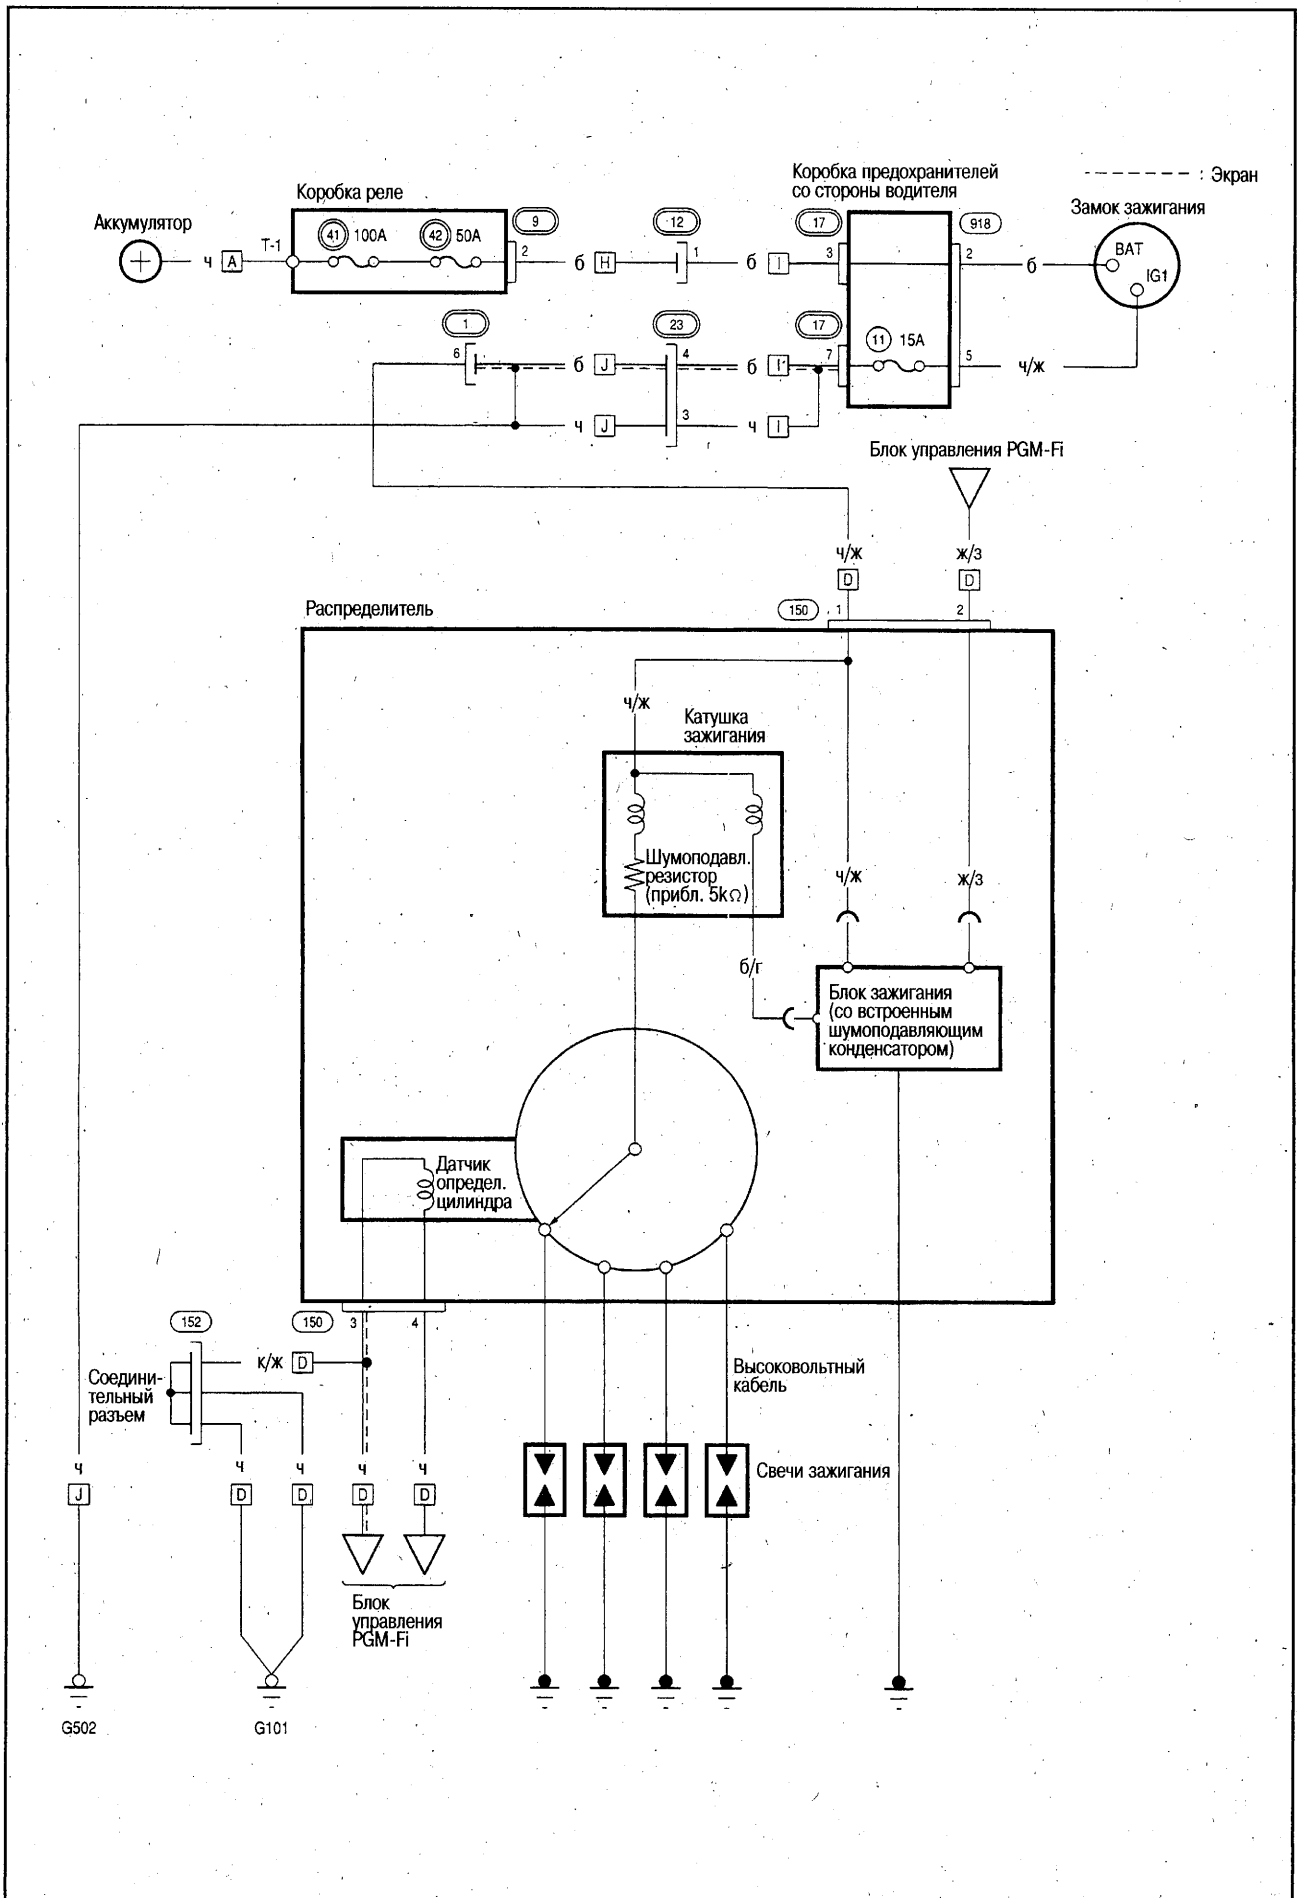 Коробка реле
Коробка предохранителей
со стороны водителя
- - - - - - : Экран
Аккумулятор
Замок зажигания
41 100A
42 50A
9
12
17
918
T-1
ч A
2
б H
1
б I
3
2
б
BAT
IG1
1
23
17
11 15A
6
б J
4
б I
7
5
ч/ж
ч J
3
ч I
Блок управления PGM-Fi
ч/ж
ж/з
D
D
Распределитель
150
1
2
ч/ж
Катушка
зажигания
Шумоподавл.
резистор
(прибл. 5kΩ)
ч/ж
ж/з
б/г
Блок зажигания
(со встроенным
шумоподавляющим
конденсатором)
Датчик
определ.
цилиндра
152
150
3
4
к/ж D
Соедини-
тельный
разъем
Высоковольтный
кабель
ч
ч
ч
ч
ч
J
D
D
D
D
Свечи зажигания
Блок
управления
PGM-Fi
G502
G101